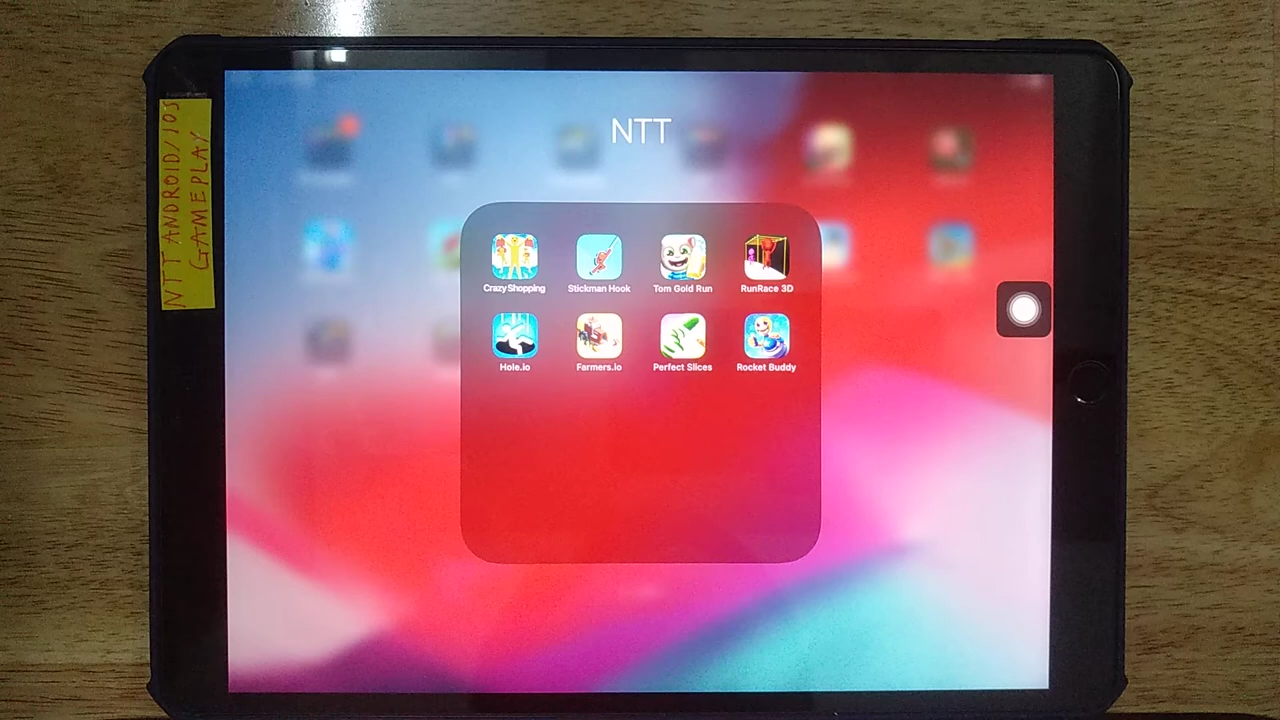 NTT ANDROID/IOS
GAMEPLAY
NTT
Crazy Shopping
Stickman Hook
Tom Gold Run
RunRace 3D
Hole.io
Farmers.io
Perfect Slices
Rocket Buddy